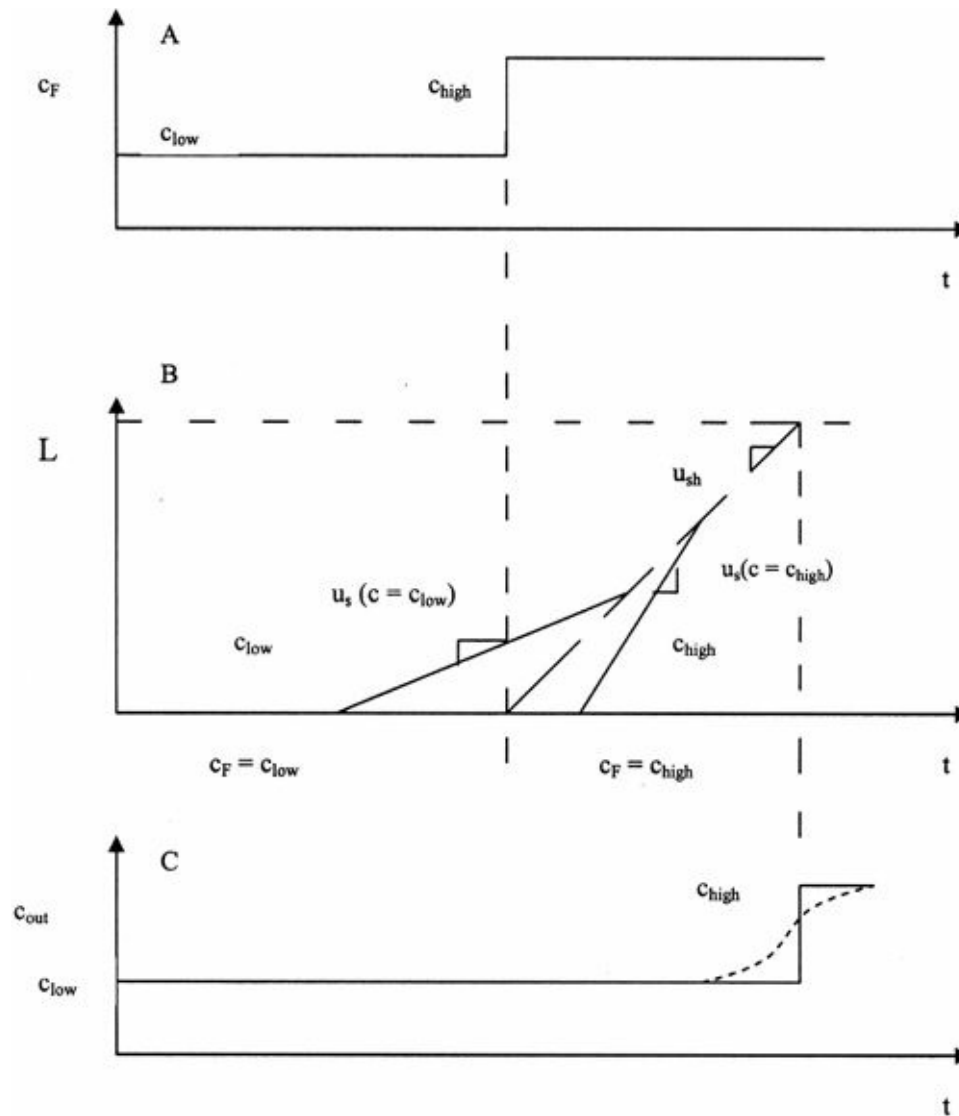 A
c_F
c_high
c_low
t
B
L
u_sh
u_s (c = c_low)
u_s(c = c_high)
c_low
c_high
c_F = c_low
c_F = c_high
t
C
c_high
c_out
c_low
t